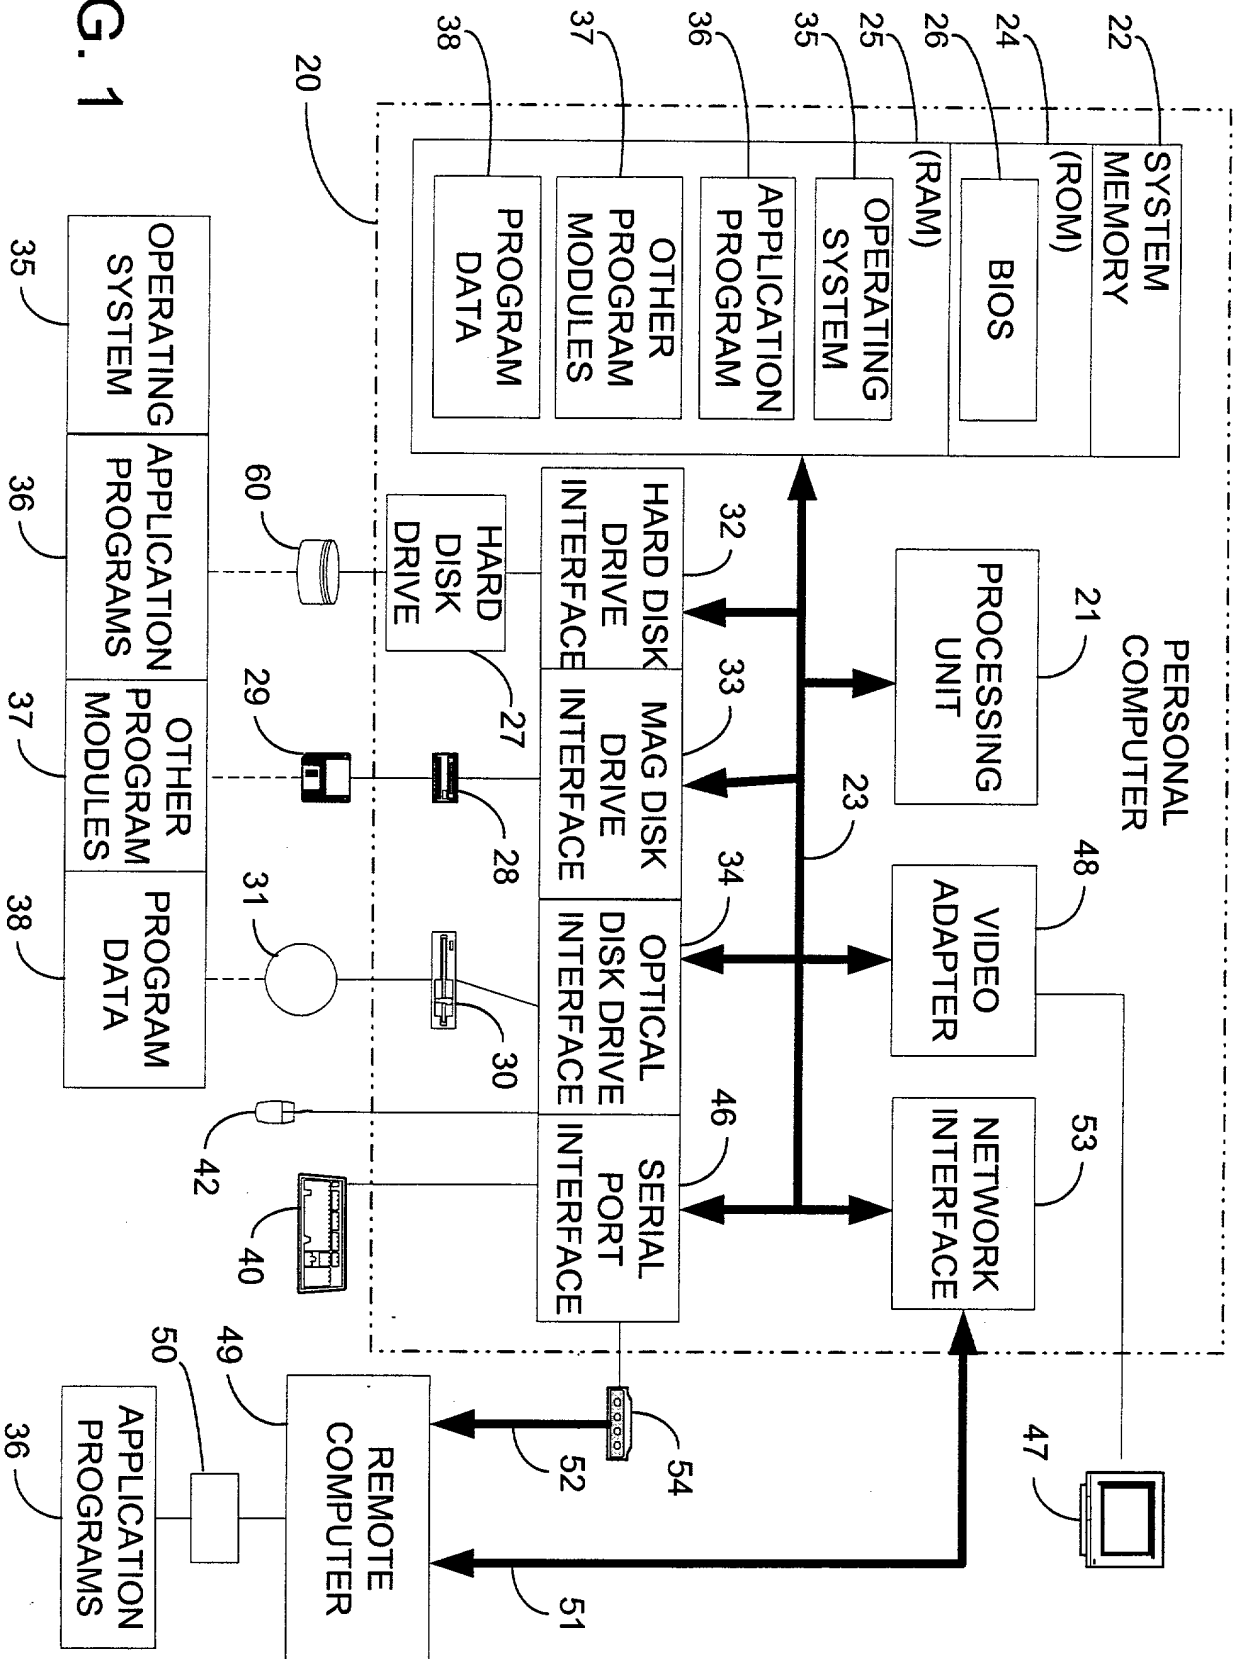 PERSONAL
COMPUTER
22
SYSTEM
MEMORY
24
(ROM)
26
BIOS
25
(RAM)
35
OPERATING
SYSTEM
36
APPLICATION
PROGRAM
37
OTHER
PROGRAM
MODULES
38
PROGRAM
DATA
20
21
PROCESSING
UNIT
48
VIDEO
ADAPTER
53
NETWORK
INTERFACE
47
23
32
HARD DISK
DRIVE
INTERFACE
33
MAG DISK
DRIVE
INTERFACE
34
OPTICAL
DISK DRIVE
INTERFACE
46
SERIAL
PORT
INTERFACE
54
HARD
DISK
DRIVE
27
28
30
52
51
60
29
31
42
40
49
REMOTE
COMPUTER
50
OPERATING
SYSTEM
35
APPLICATION
PROGRAMS
36
OTHER
PROGRAM
MODULES
37
PROGRAM
DATA
38
APPLICATION
PROGRAMS
36
G. 1